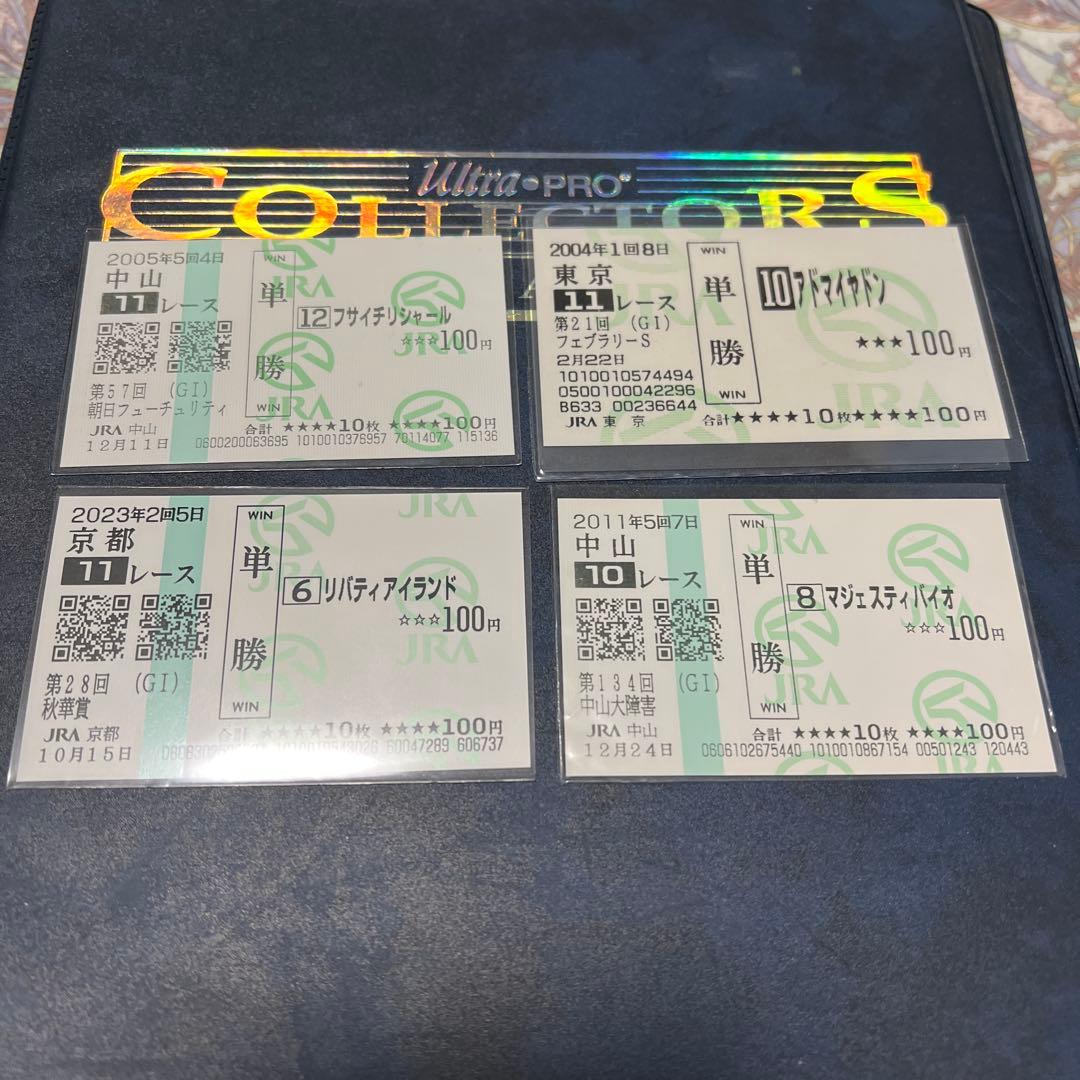 Ultra・PRO®
COLLECTORS
2005年5回4日
中山
11レース
第57回 (GI)
朝日フューチュリティ
JRA 中山
12月11日
WIN
単勝
WIN
12 フサイチリシャール
☆☆☆100円
合計 ★★★★10枚 ★★★★100円
0600200063695 1010010376957 70114077 115136
JRA
2004年1回8日
東京
11レース
第21回 (GI)
フェブラリーS
2月22日
1010010574494
0500100042296
B633 00236644
JRA 東京
WIN
単勝
WIN
10 アドマイヤドン
★★★100円
合計★★★★10枚★★★★100円
JRA
2023年2回5日
京都
11レース
第28回 (GI)
秋華賞
JRA 京都
10月15日
WIN
単勝
WIN
6 リバティアイランド
☆☆☆100円
合計 ★★★★10枚 ★★★★100円
60047289 606737
JRA
2011年5回7日
中山
10レース
第134回 (GI)
中山大障害
JRA 中山
12月24日
WIN
単勝
WIN
8 マジェスティバイオ
☆☆☆100円
合計 ★★★★10枚 ★★★★100円
0606102675440 1010010867154 00501243 120443
JRA